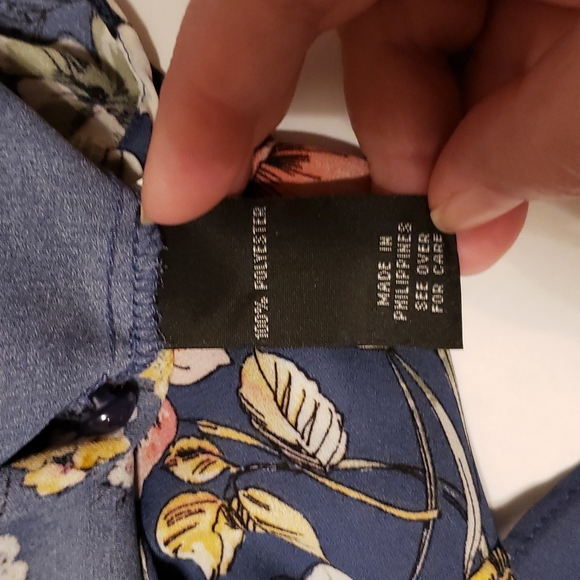 100% POLYESTER
MADE IN
PHILIPPINES
SEE OVER
FOR CARE